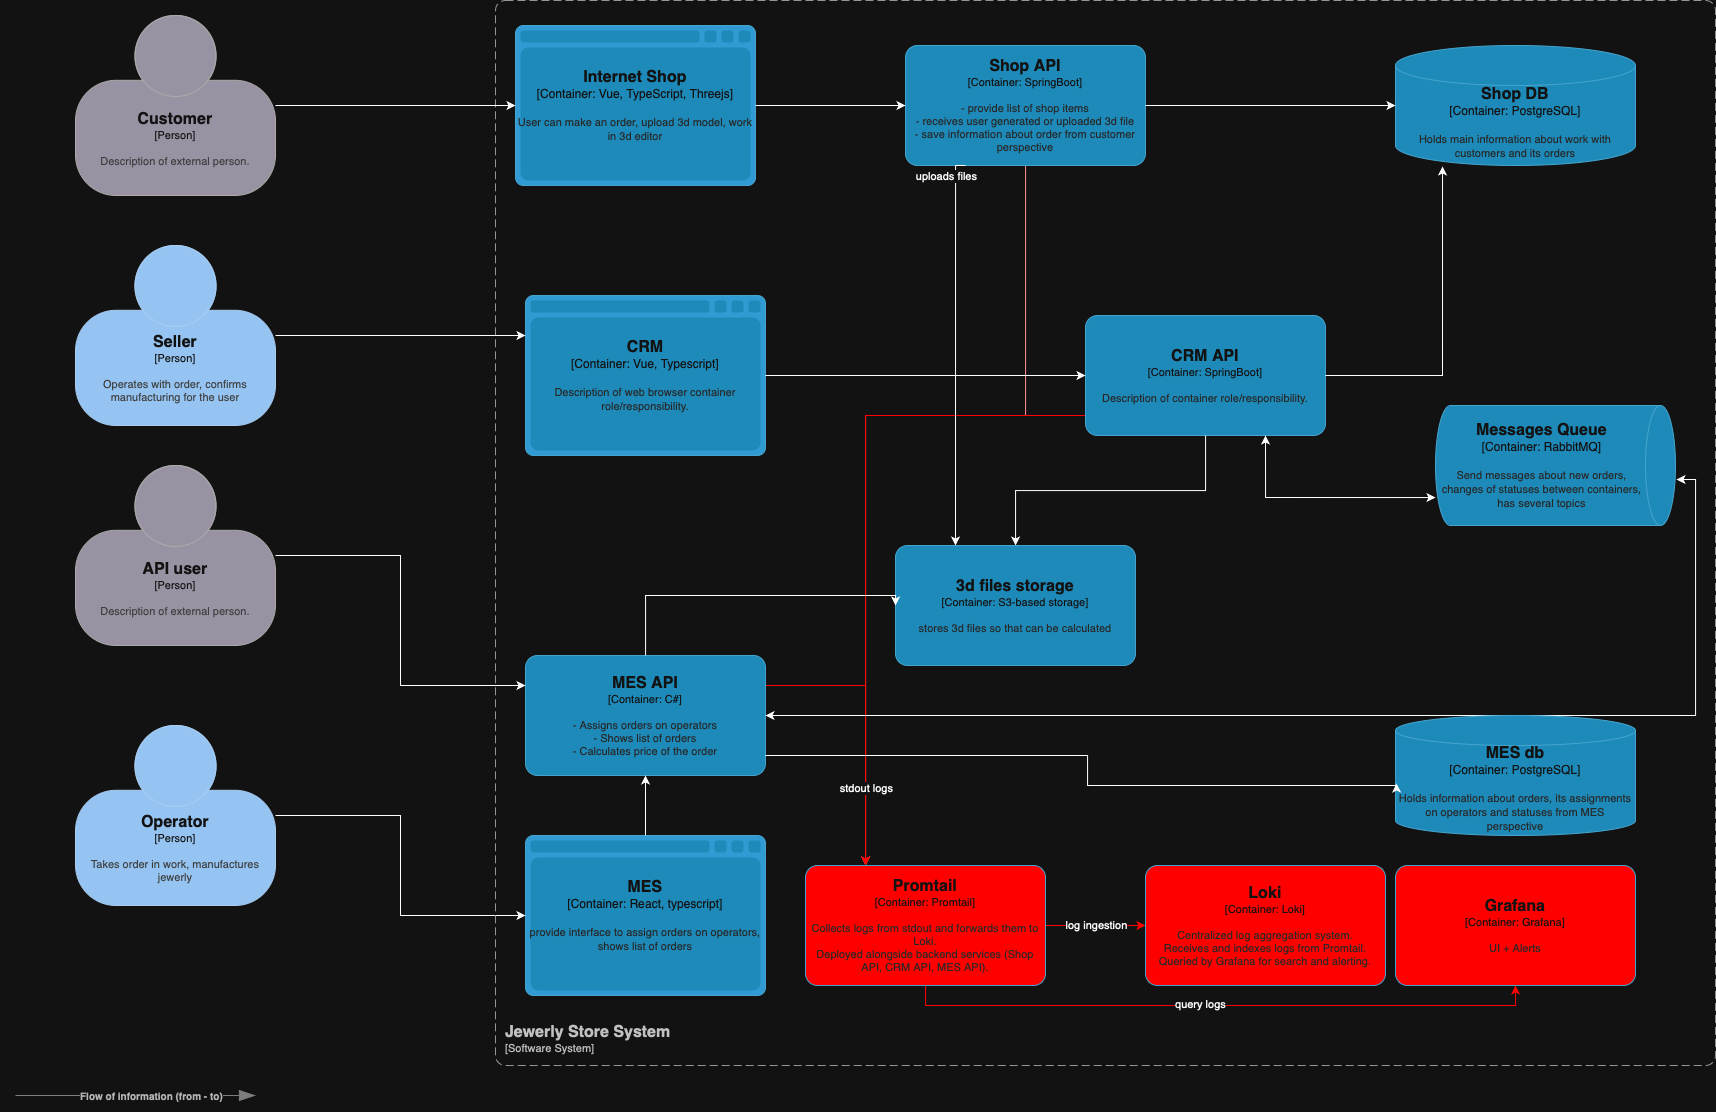 Customer
[Person]
Description of external person.
Internet Shop
[Container: Vue, TypeScript, Threejs]
User can make an order, upload 3d model, work
in 3d editor
Shop API
[Container: SpringBoot]
- provide list of shop items
- receives user generated or uploaded 3d file
- save information about order from customer
perspective
uploads files
Shop DB
[Container: PostgreSQL]
Holds main information about work with
customers and its orders
Seller
[Person]
Operates with order, confirms
manufacturing for the user
CRM
[Container: Vue, Typescript]
Description of web browser container
role/responsibility.
CRM API
[Container: SpringBoot]
Description of container role/responsibility.
Messages Queue
[Container: RabbitMQ]
Send messages about new orders,
changes of statuses between containers,
has several topics
API user
[Person]
Description of external person.
3d files storage
[Container: S3-based storage]
stores 3d files so that can be calculated
MES API
[Container: C#]
- Assigns orders on operators
- Shows list of orders
- Calculates price of the order
MES db
[Container: PostgreSQL]
Holds information about orders, its assignments
on operators and statuses from MES
perspective
stdout logs
Operator
[Person]
Takes order in work, manufactures
jewerly
MES
[Container: React, typescript]
provide interface to assign orders on operators,
shows list of orders
Promtail
[Container: Promtail]
Collects logs from stdout and forwards them to
Loki.
Deployed alongside backend services (Shop
API, CRM API, MES API).
log ingestion
Loki
[Container: Loki]
Centralized log aggregation system.
Receives and indexes logs from Promtail.
Queried by Grafana for search and alerting.
Grafana
[Container: Grafana]
UI + Alerts
query logs
Jewerly Store System
[Software System]
Flow of information (from - to)